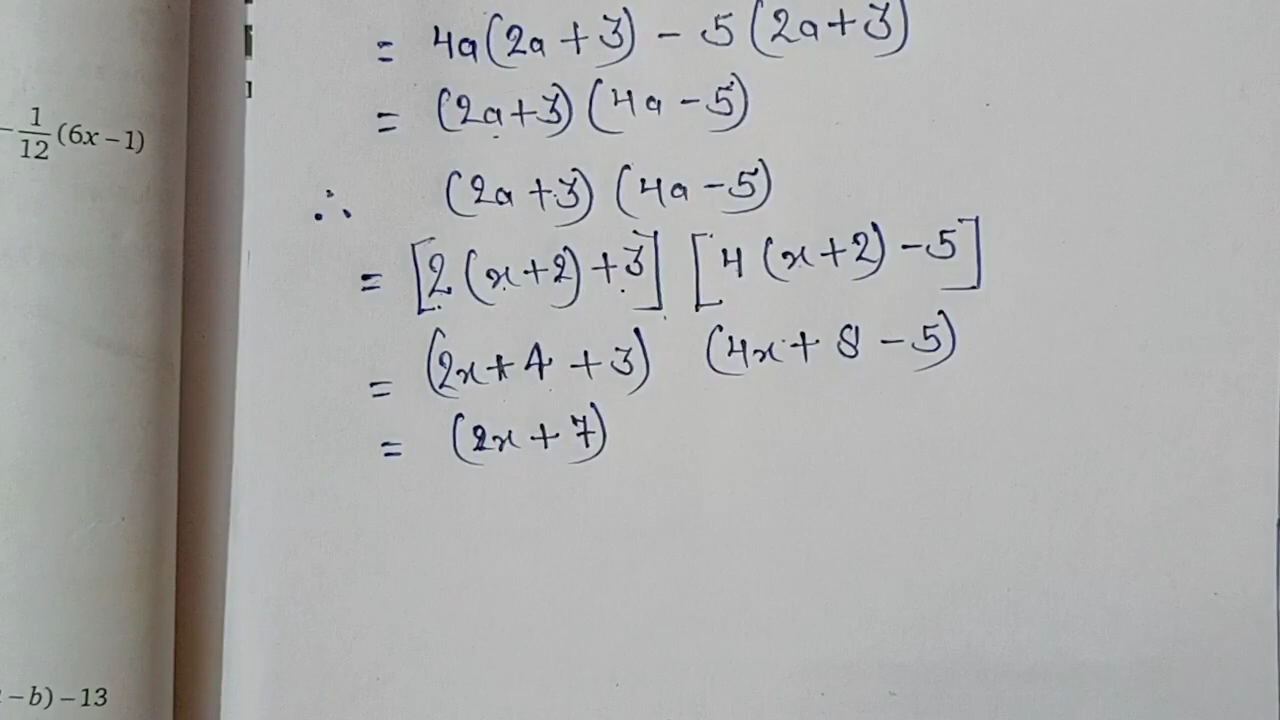 = 4a(2a + 3) - 5(2a+3)
= (2a+3) (4a - 5)
∴ (2a + 3) (4a - 5)
= [2(x+2) + 3] [4(x+2) - 5]
= (2x + 4 + 3) (4x + 8 - 5)
= (2x + 7)
-1/12(6x-1)
-b)-13